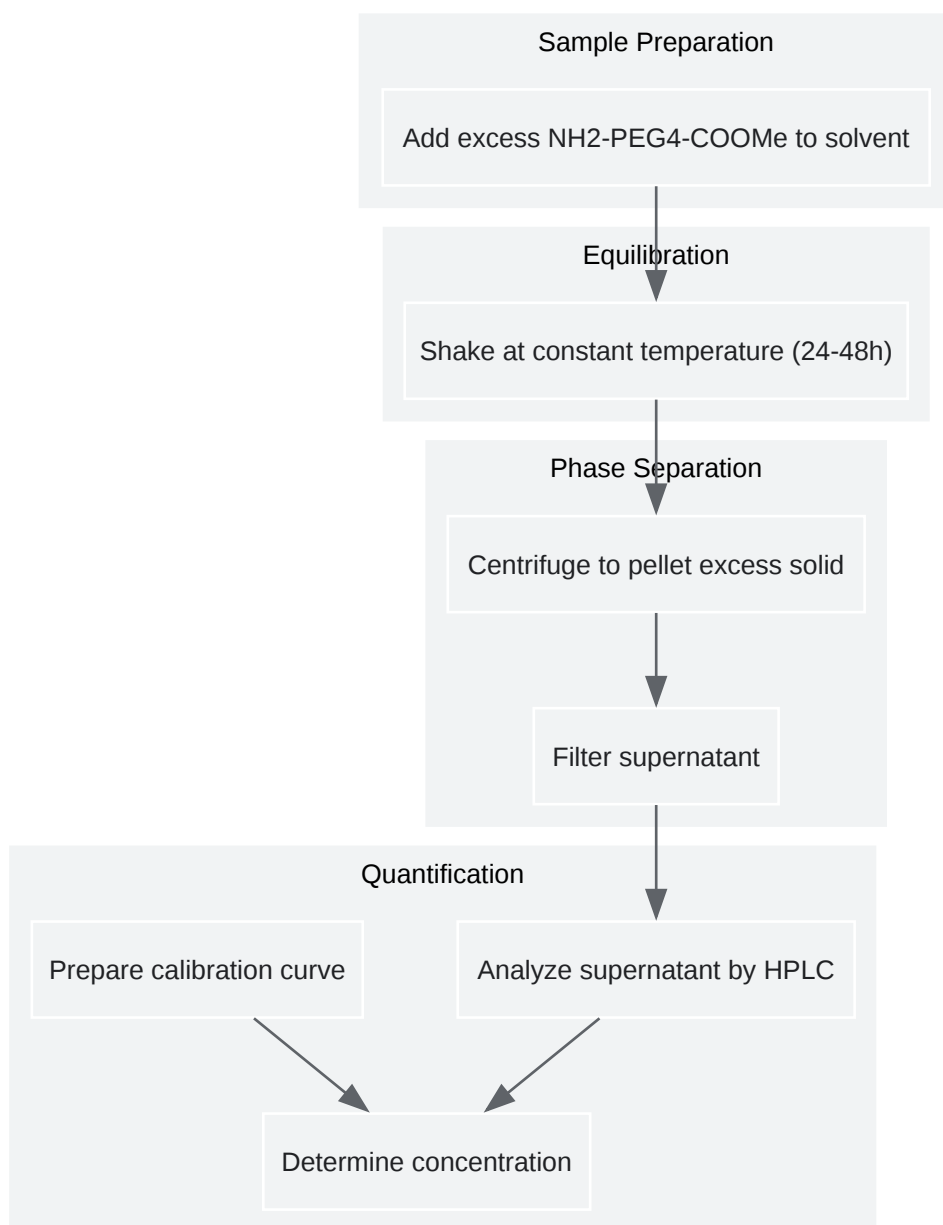 Sample Preparation
Add excess NH2-PEG4-COOMe to solvent
Equilibration
Shake at constant temperature (24-48h)
Phase Separation
Centrifuge to pellet excess solid
Filter supernatant
Quantification
Prepare calibration curve
Analyze supernatant by HPLC
Determine concentration